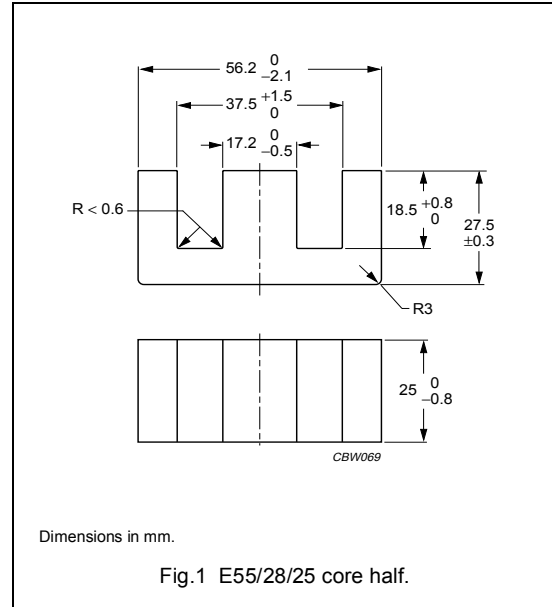 56.2 0 −2.1
37.5 +1.5 0
17.2 0 −0.5
R < 0.6
18.5 +0.8 0
27.5 ±0.3
R3
25 0 −0.8
CBW069
Dimensions in mm.
Fig.1 E55/28/25 core half.